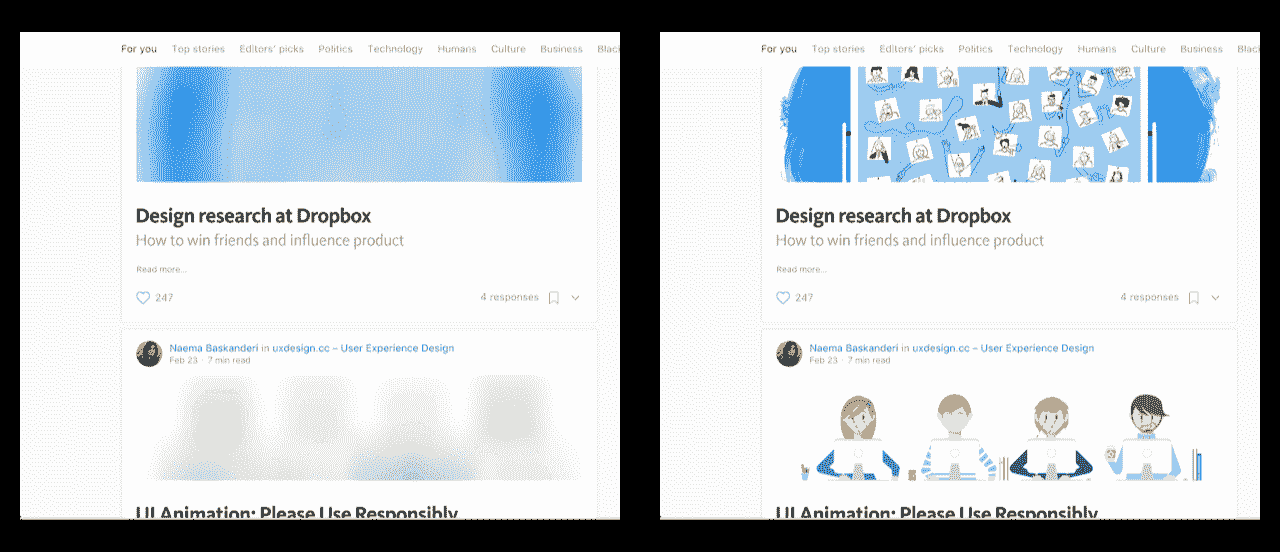 For you Top stories Editors' picks Politics Technology Humans Culture Business Blac
Design research at Dropbox
How to win friends and influence product
Read more...
247 4 responses
Naema Baskanderi in uxdesign.cc – User Experience Design
Feb 23 · 7 min read
UI Animation: Please Use Responsibly
For you Top stories Editors' picks Politics Technology Humans Culture Business Blac
Design research at Dropbox
How to win friends and influence product
Read more...
247 4 responses
Naema Baskanderi in uxdesign.cc – User Experience Design
Feb 23 · 7 min read
UI Animation: Please Use Responsibly